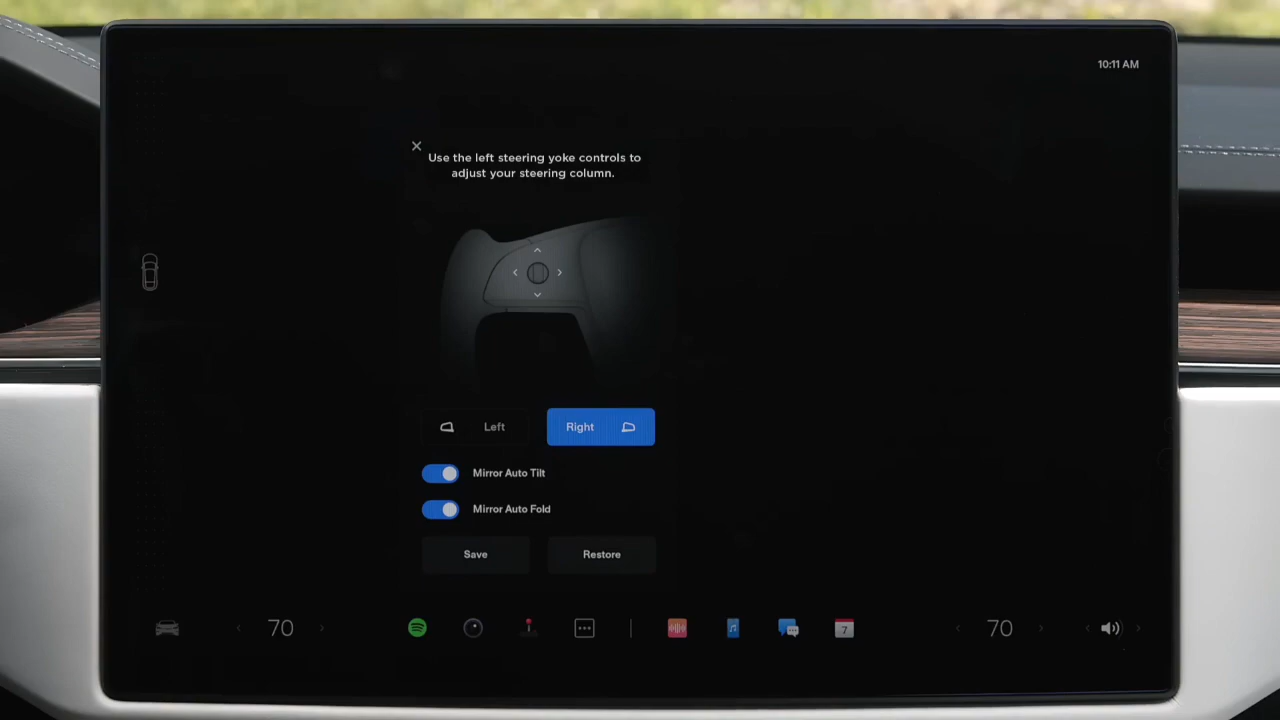 10:11 AM
Use the left steering yoke controls to
adjust your steering column.
Left
Right
Mirror Auto Tilt
Mirror Auto Fold
Save
Restore
70
7
70